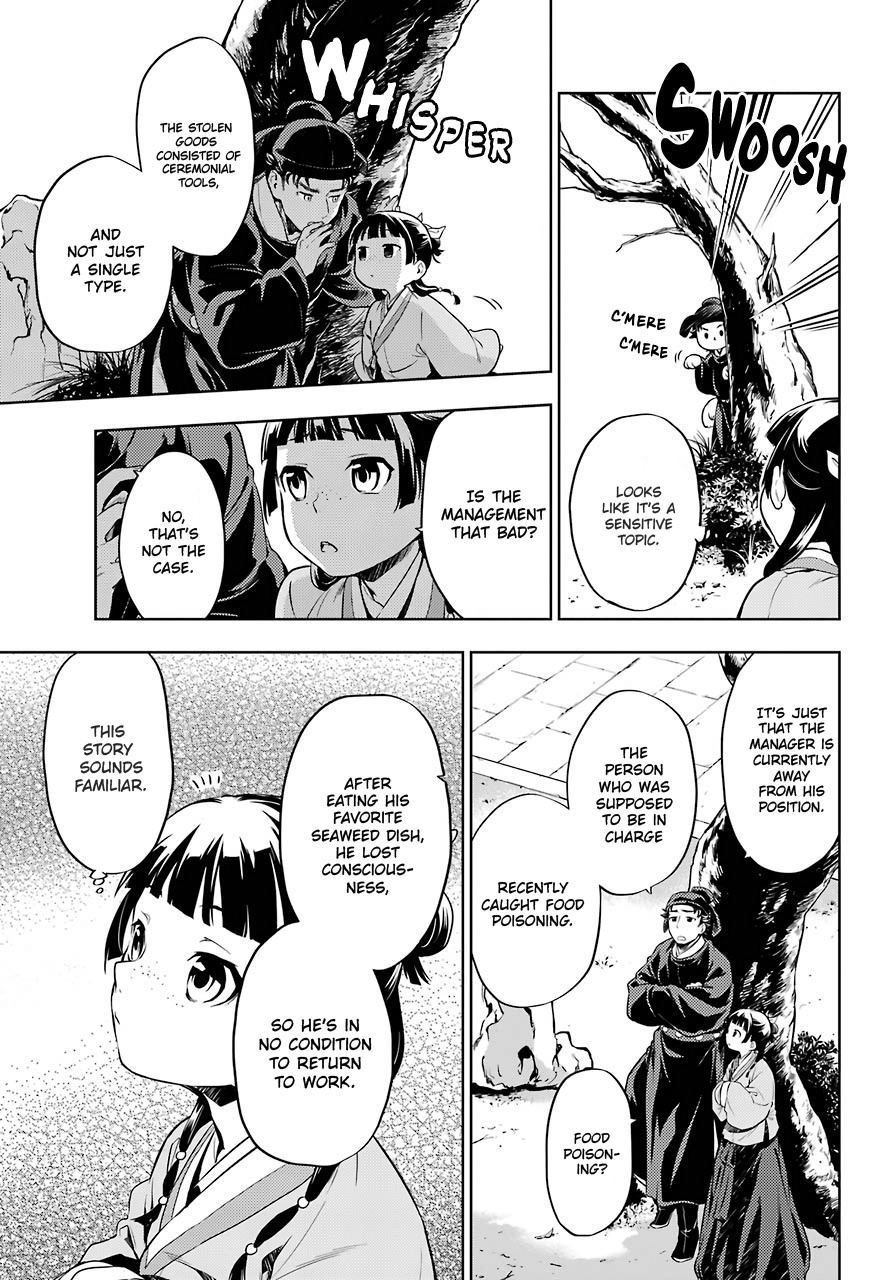 SWOOSH
C'MERE
C'MERE
LOOKS
LIKE IT'S A
SENSITIVE
TOPIC.
WHISPER
THE STOLEN
GOODS
CONSISTED OF
CEREMONIAL
TOOLS,
AND
NOT JUST
A SINGLE
TYPE.
IS THE
MANAGEMENT
THAT BAD?
NO,
THAT'S
NOT THE
CASE.
IT'S JUST
THAT THE
MANAGER IS
CURRENTLY
AWAY
FROM HIS
POSITION.
THE
PERSON
WHO WAS
SUPPOSED
TO BE IN
CHARGE
RECENTLY
CAUGHT FOOD
POISONING.
FOOD
POISON-
ING?
AFTER
EATING HIS
FAVORITE
SEAWEED DISH,
HE LOST
CONSCIOUS-
NESS,
SO HE'S IN
NO CONDITION
TO RETURN
TO WORK.
THIS
STORY
SOUNDS
FAMILIAR.